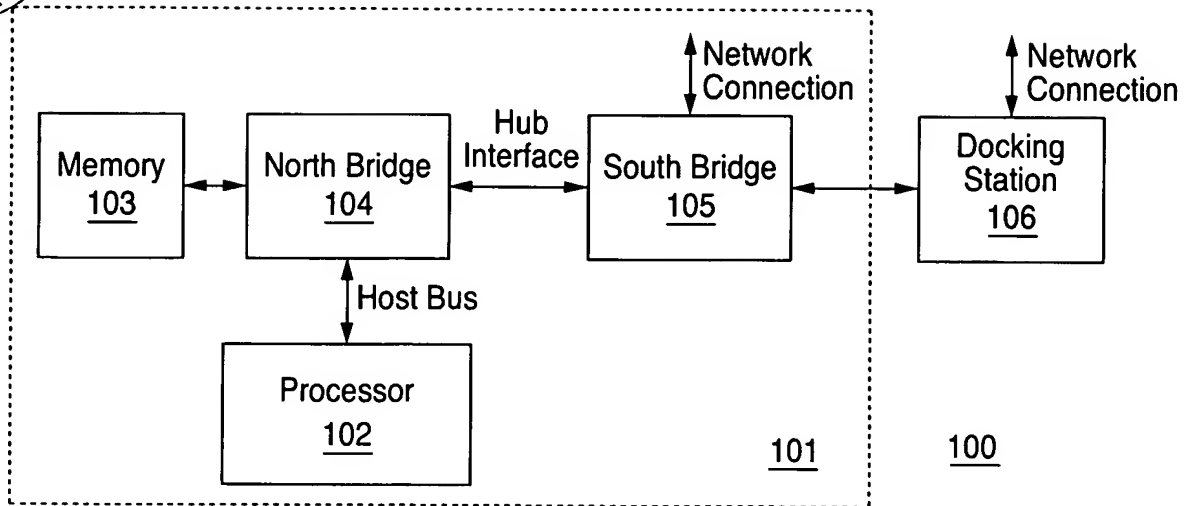 Network
Connection
Network
Connection
Memory
103
North Bridge
104
Hub
Interface
South Bridge
105
Docking
Station
106
Host Bus
Processor
102
101
100